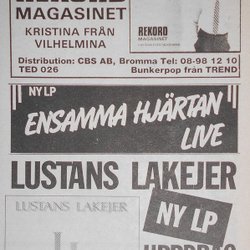 REKORD
MAGASINET
KRISTINA FRÅN
VILHELMINA
REKORD
MAGASINET
Distribution: CBS AB, Bromma Tel: 08-98 12 10
TED 026
Bunkerpop från TREND
NY LP
ENSAMMA HJÄRTAN
LIVE
LUSTANS LAKEJER
LUSTANS LAKEJER
NY LP